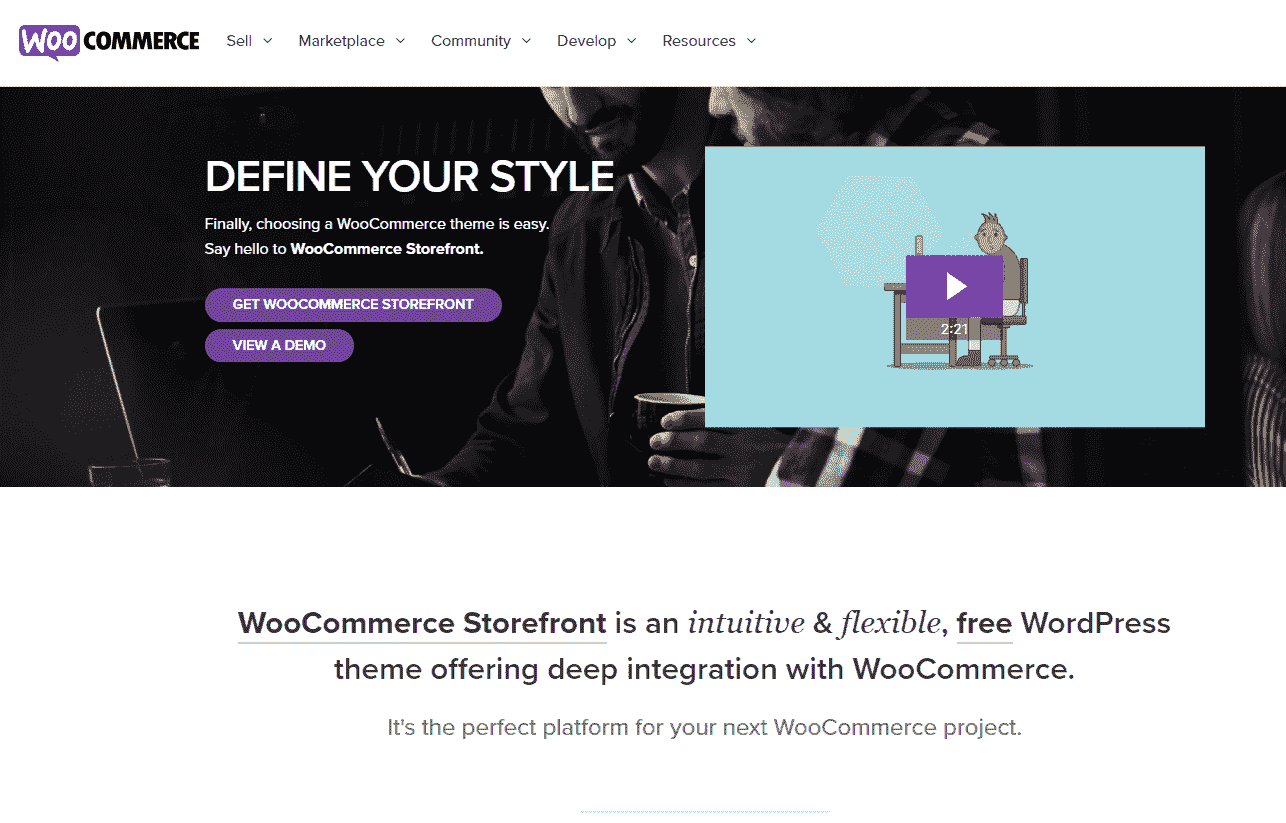 WOO COMMERCE Sell Marketplace Community Develop Resources
DEFINE YOUR STYLE
Finally, choosing a WooCommerce theme is easy.
Say hello to WooCommerce Storefront.
GET WOOCOMMERCE STOREFRONT
VIEW A DEMO
2:21
WooCommerce Storefront is an intuitive & flexible, free WordPress
theme offering deep integration with WooCommerce.
It's the perfect platform for your next WooCommerce project.